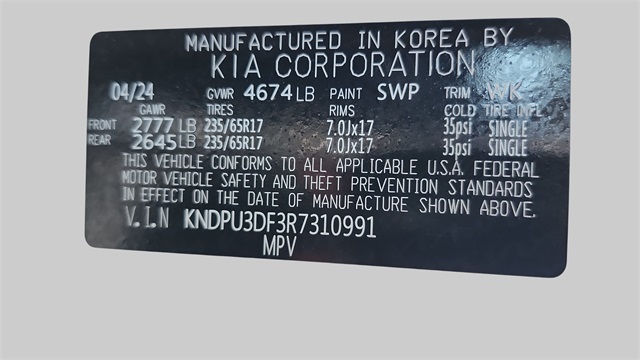 MANUFACTURED IN KOREA BY
KIA CORPORATION
04/24 GVWR 4674LB PAINT SWP TRIM WK
GAWR TIRES RIMS COLD TIRE INFL
FRONT 2777 LB 235/65R17 7.0Jx17 35psi SINGLE
REAR 2645 LB 235/65R17 7.0Jx17 35psi SINGLE
THIS VEHICLE CONFORMS TO ALL APPLICABLE U.S.A. FEDERAL
MOTOR VEHICLE SAFETY AND THEFT PREVENTION STANDARDS
IN EFFECT ON THE DATE OF MANUFACTURE SHOWN ABOVE.
V.I.N KNDPU3DF3R7310991
MPV